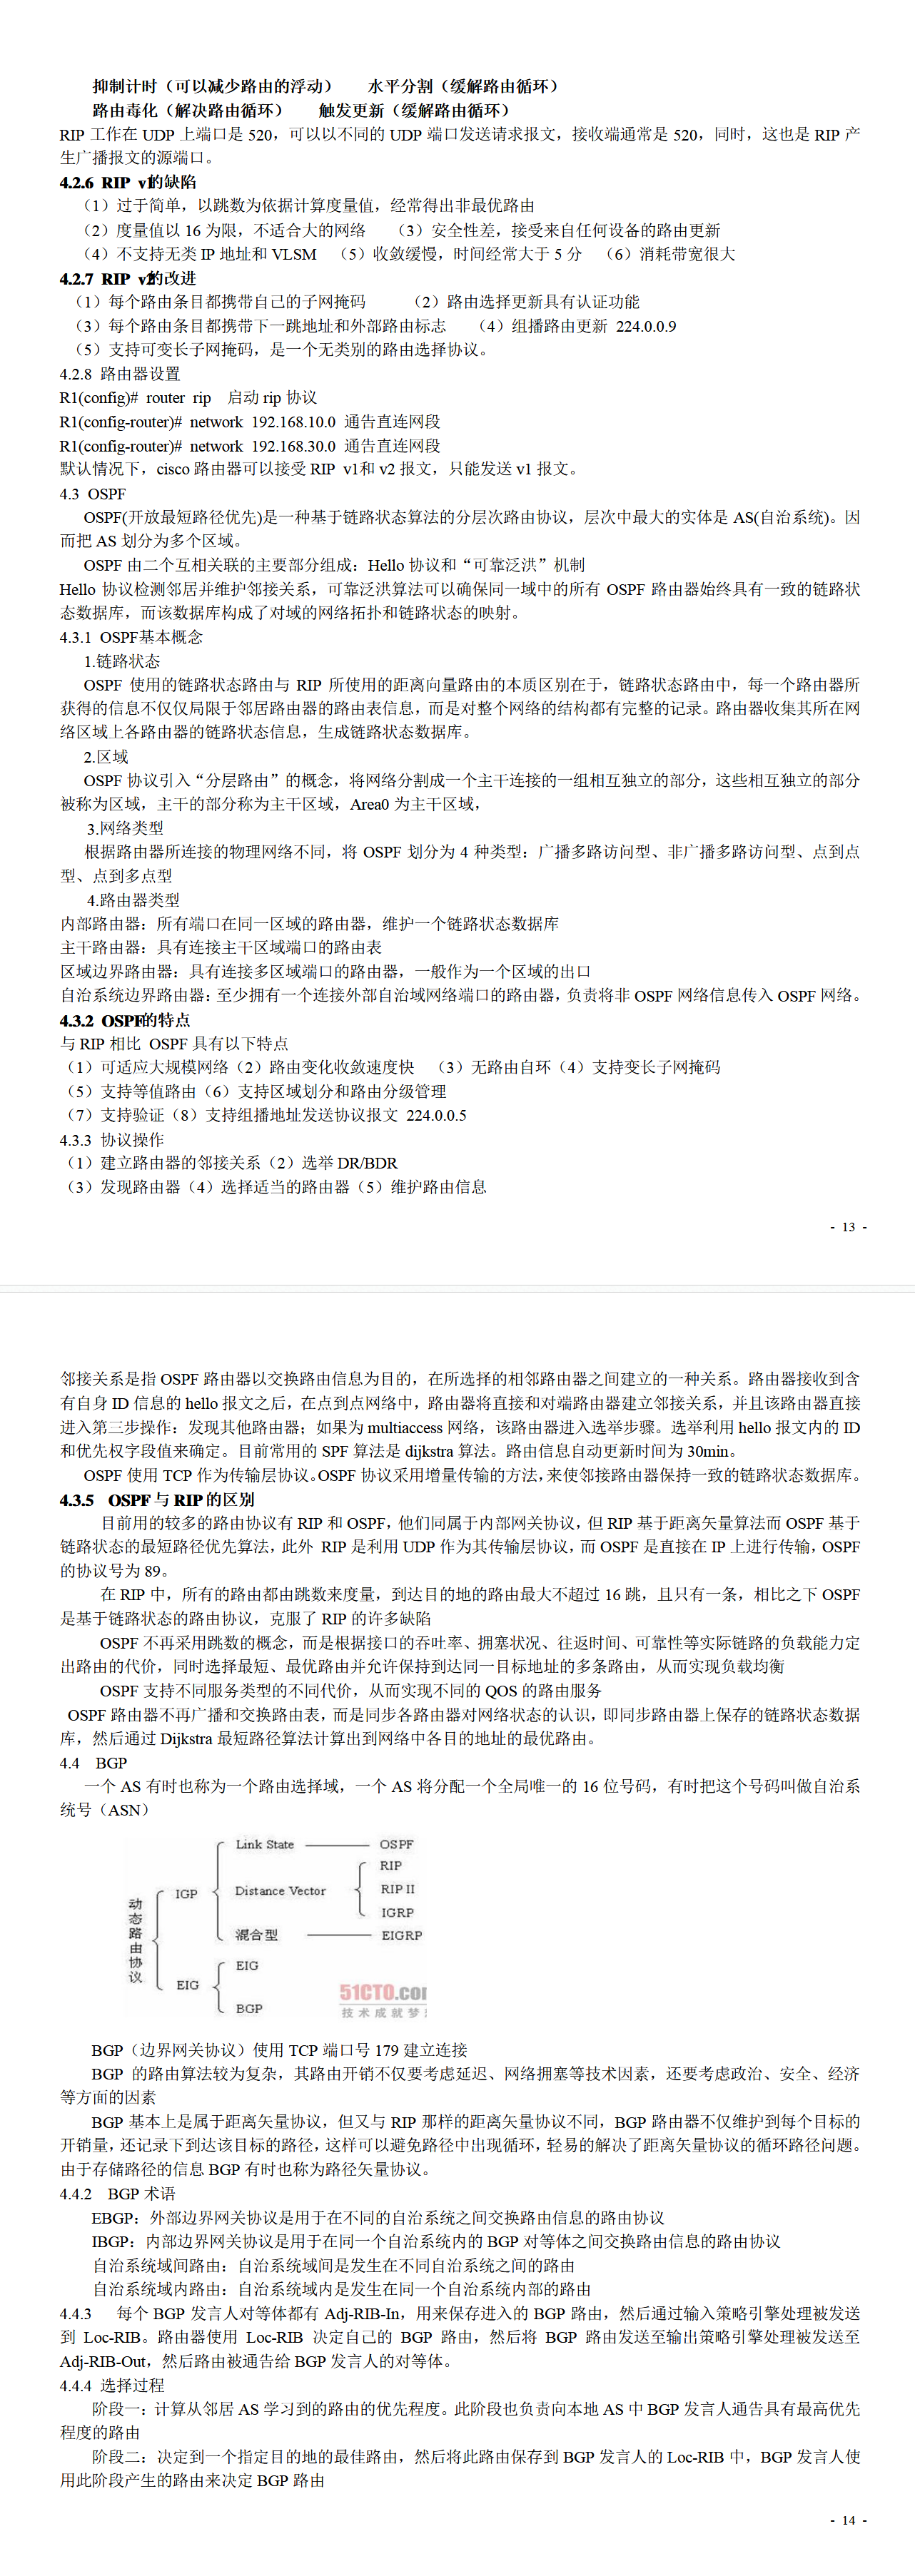 抑制计时（可以减少路由的浮动） 水平分割（缓解路由循环）
路由毒化（解决路由循环） 触发更新（缓解路由循环）
RIP 工作在 UDP 上端口是 520，可以以不同的 UDP 端口发送请求报文，接收端通常是 520，同时，这也是 RIP 产
生广播报文的源端口。
4.2.6 RIP v1的缺陷
（1）过于简单，以跳数为依据计算度量值，经常得出非最优路由
（2）度量值以 16 为限，不适合大的网络 （3）安全性差，接受来自任何设备的路由更新
（4）不支持无类 IP 地址和 VLSM （5）收敛缓慢，时间经常大于 5 分 （6）消耗带宽很大
4.2.7 RIP v2的改进
（1）每个路由条目都携带自己的子网掩码 （2）路由选择更新具有认证功能
（3）每个路由条目都携带下一跳地址和外部路由标志 （4）组播路由更新 224.0.0.9
（5）支持可变长子网掩码，是一个无类别的路由选择协议。
4.2.8 路由器设置
R1(config)# router rip 启动 rip 协议
R1(config-router)# network 192.168.10.0 通告直连网段
R1(config-router)# network 192.168.30.0 通告直连网段
默认情况下，cisco 路由器可以接受 RIP v1和 v2 报文，只能发送 v1 报文。
4.3 OSPF
OSPF(开放最短路径优先)是一种基于链路状态算法的分层次路由协议，层次中最大的实体是 AS(自治系统)。因
而把 AS 划分为多个区域。
OSPF 由二个互相关联的主要部分组成：Hello 协议和“可靠泛洪”机制
Hello 协议检测邻居并维护邻接关系，可靠泛洪算法可以确保同一域中的所有 OSPF 路由器始终具有一致的链路状
态数据库，而该数据库构成了对域的网络拓扑和链路状态的映射。
4.3.1 OSPF基本概念
1.链路状态
OSPF 使用的链路状态路由与 RIP 所使用的距离向量路由的本质区别在于，链路状态路由中，每一个路由器所
获得的信息不仅仅局限于邻居路由器的路由表信息，而是对整个网络的结构都有完整的记录。路由器收集其所在网
络区域上各路由器的链路状态信息，生成链路状态数据库。
2.区域
OSPF 协议引入“分层路由”的概念，将网络分割成一个主干连接的一组相互独立的部分，这些相互独立的部分
被称为区域，主干的部分称为主干区域，Area0 为主干区域，
3.网络类型
根据路由器所连接的物理网络不同，将 OSPF 划分为 4 种类型：广播多路访问型、非广播多路访问型、点到点
型、点到多点型
4.路由器类型
内部路由器：所有端口在同一区域的路由器，维护一个链路状态数据库
主干路由器：具有连接主干区域端口的路由表
区域边界路由器：具有连接多区域端口的路由器，一般作为一个区域的出口
自治系统边界路由器：至少拥有一个连接外部自治域网络端口的路由器，负责将非 OSPF 网络信息传入 OSPF 网络。
4.3.2 OSPF的特点
与 RIP 相比 OSPF 具有以下特点
（1）可适应大规模网络（2）路由变化收敛速度快 （3）无路由自环（4）支持变长子网掩码
（5）支持等值路由（6）支持区域划分和路由分级管理
（7）支持验证（8）支持组播地址发送协议报文 224.0.0.5
4.3.3 协议操作
（1）建立路由器的邻接关系（2）选举 DR/BDR
（3）发现路由器（4）选择适当的路由器（5）维护路由信息
- 13 -
邻接关系是指 OSPF 路由器以交换路由信息为目的，在所选择的相邻路由器之间建立的一种关系。路由器接收到含
有自身 ID 信息的 hello 报文之后，在点到点网络中，路由器将直接和对端路由器建立邻接关系，并且该路由器直接
进入第三步操作：发现其他路由器；如果为 multiaccess 网络，该路由器进入选举步骤。选举利用 hello 报文内的 ID
和优先权字段值来确定。目前常用的 SPF 算法是 dijkstra 算法。路由信息自动更新时间为 30min。
OSPF 使用 TCP 作为传输层协议。OSPF 协议采用增量传输的方法，来使邻接路由器保持一致的链路状态数据库。
4.3.5 OSPF 与 RIP 的区别
目前用的较多的路由协议有 RIP 和 OSPF，他们同属于内部网关协议，但 RIP 基于距离矢量算法而 OSPF 基于
链路状态的最短路径优先算法，此外 RIP 是利用 UDP 作为其传输层协议，而 OSPF 是直接在 IP 上进行传输，OSPF
的协议号为 89。
在 RIP 中，所有的路由都由跳数来度量，到达目的地的路由最大不超过 16 跳，且只有一条，相比之下 OSPF
是基于链路状态的路由协议，克服了 RIP 的许多缺陷
OSPF 不再采用跳数的概念，而是根据接口的吞吐率、拥塞状况、往返时间、可靠性等实际链路的负载能力定
出路由的代价，同时选择最短、最优路由并允许保持到达同一目标地址的多条路由，从而实现负载均衡
OSPF 支持不同服务类型的不同代价，从而实现不同的 QOS 的路由服务
OSPF 路由器不再广播和交换路由表，而是同步各路由器对网络状态的认识，即同步路由器上保存的链路状态数据
库，然后通过 Dijkstra 最短路径算法计算出到网络中各目的地址的最优路由。
4.4 BGP
一个 AS 有时也称为一个路由选择域，一个 AS 将分配一个全局唯一的 16 位号码，有时把这个号码叫做自治系
统号（ASN）
动态路由协议
IGP
Link State
OSPF
Distance Vector
RIP
RIP II
IGRP
混合型
EIGRP
EIG
EIG
BGP
51CTO.com
技术成就梦
BGP（边界网关协议）使用 TCP 端口号 179 建立连接
BGP 的路由算法较为复杂，其路由开销不仅要考虑延迟、网络拥塞等技术因素，还要考虑政治、安全、经济
等方面的因素
BGP 基本上是属于距离矢量协议，但又与 RIP 那样的距离矢量协议不同，BGP 路由器不仅维护到每个目标的
开销量，还记录下到达该目标的路径，这样可以避免路径中出现循环，轻易的解决了距离矢量协议的循环路径问题。
由于存储路径的信息 BGP 有时也称为路径矢量协议。
4.4.2 BGP 术语
EBGP：外部边界网关协议是用于在不同的自治系统之间交换路由信息的路由协议
IBGP：内部边界网关协议是用于在同一个自治系统内的 BGP 对等体之间交换路由信息的路由协议
自治系统域间路由：自治系统域间是发生在不同自治系统之间的路由
自治系统域内路由：自治系统域内是发生在同一个自治系统内部的路由
4.4.3 每个 BGP 发言人对等体都有 Adj-RIB-In，用来保存进入的 BGP 路由，然后通过输入策略引擎处理被发送
到 Loc-RIB。路由器使用 Loc-RIB 决定自己的 BGP 路由，然后将 BGP 路由发送至输出策略引擎处理被发送至
Adj-RIB-Out，然后路由被通告给 BGP 发言人的对等体。
4.4.4 选择过程
阶段一：计算从邻居 AS 学习到的路由的优先程度。此阶段也负责向本地 AS 中 BGP 发言人通告具有最高优先
程度的路由
阶段二：决定到一个指定目的地的最佳路由，然后将此路由保存到 BGP 发言人的 Loc-RIB 中，BGP 发言人使
用此阶段产生的路由来决定 BGP 路由
- 14 -